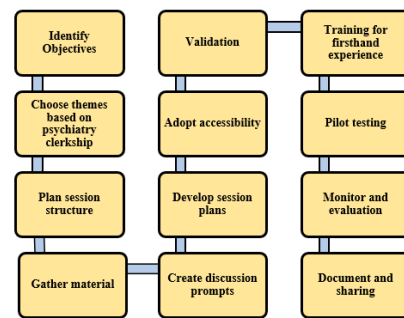 Identify
Objectives
Choose themes
based on
psychiatry
clerkship
Plan session
structure
Gather material
Create discussion
prompts
Develop session
plans
Adopt accessibility
Validation
Training for
firsthand
experience
Pilot testing
Monitor and
evaluation
Document and
sharing